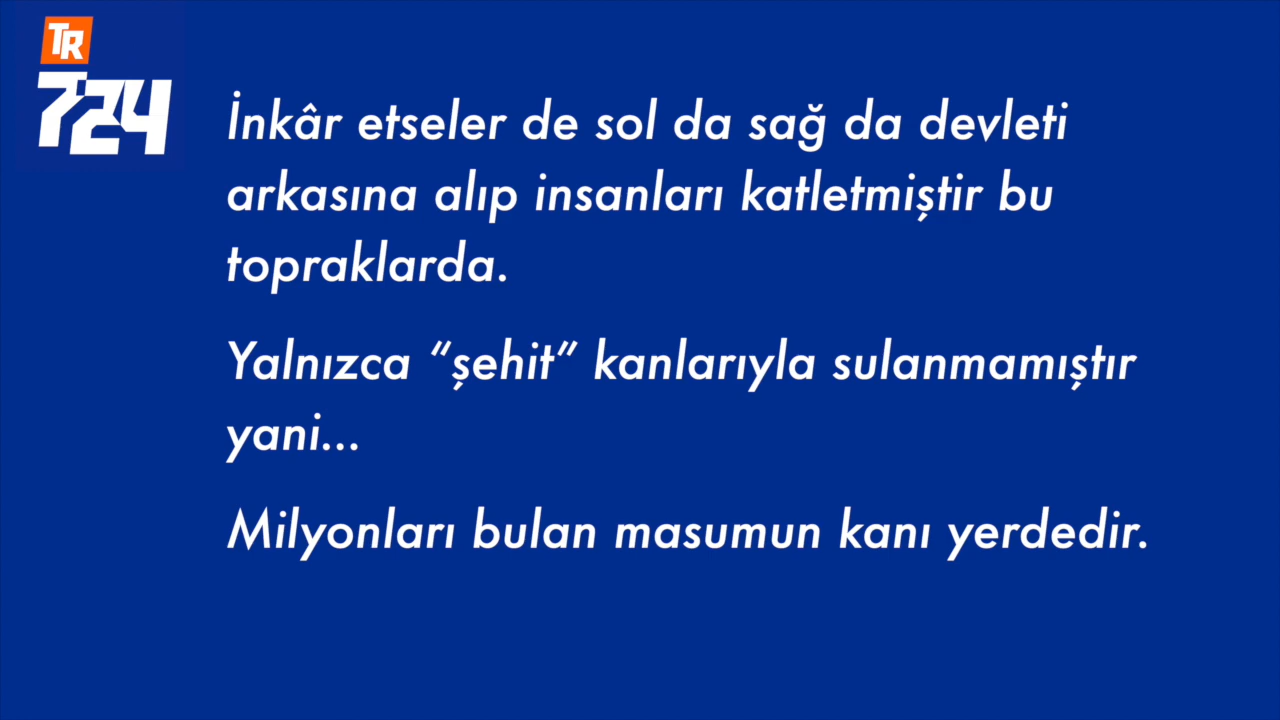 TR
724
İnkâr etseler de sol da sağ da devleti
arkasına alıp insanları katletmiştir bu
topraklarda.
Yalnızca “şehit” kanlarıyla sulanmamıştır
yani...
Milyonları bulan masumun kanı yerdedir.